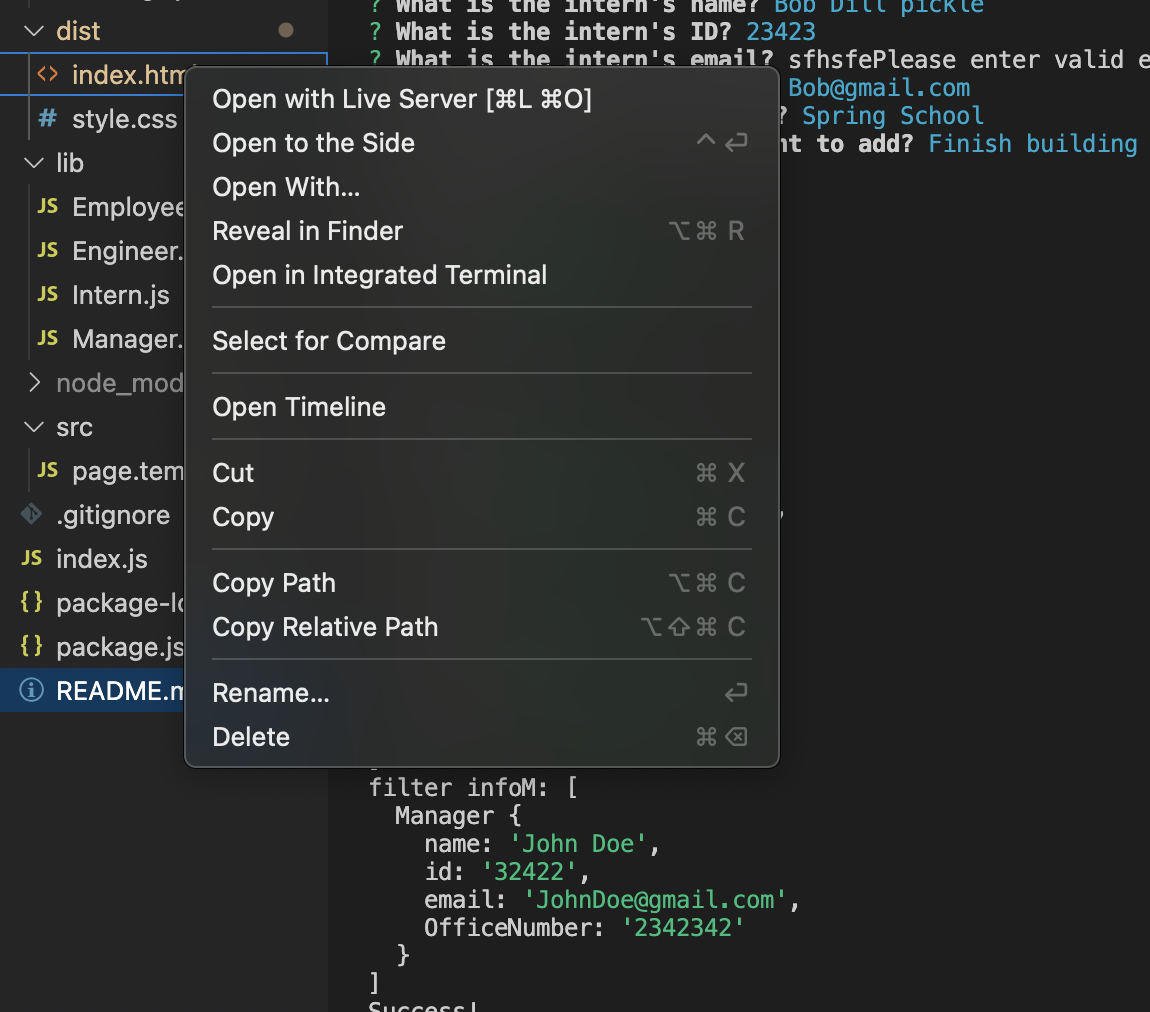 dist
index.htm
style.css
lib
Employee
Engineer.
Intern.js
Manager.
node_mod
src
page.tem
.gitignore
index.js
package-lo
package.js
README.m
Open with Live Server [⌘L ⌘O]
Open to the Side ⌃⏎
Open With...
Reveal in Finder ⌥⌘ R
Open in Integrated Terminal
Select for Compare
Open Timeline
Cut ⌘ X
Copy ⌘ C
Copy Path ⌥⌘ C
Copy Relative Path ⌥⇧⌘ C
Rename... ⏎
Delete ⌘⌫
? What is the intern's name? Bob Dill pickle
? What is the intern's ID? 23423
? What is the intern's email? sfhsfePlease enter valid e
Bob@gmail.com
? Spring School
nt to add? Finish building
,
filter infoM: [
Manager {
name: 'John Doe',
id: '32422',
email: 'JohnDoe@gmail.com',
OfficeNumber: '2342342'
}
]
Success!